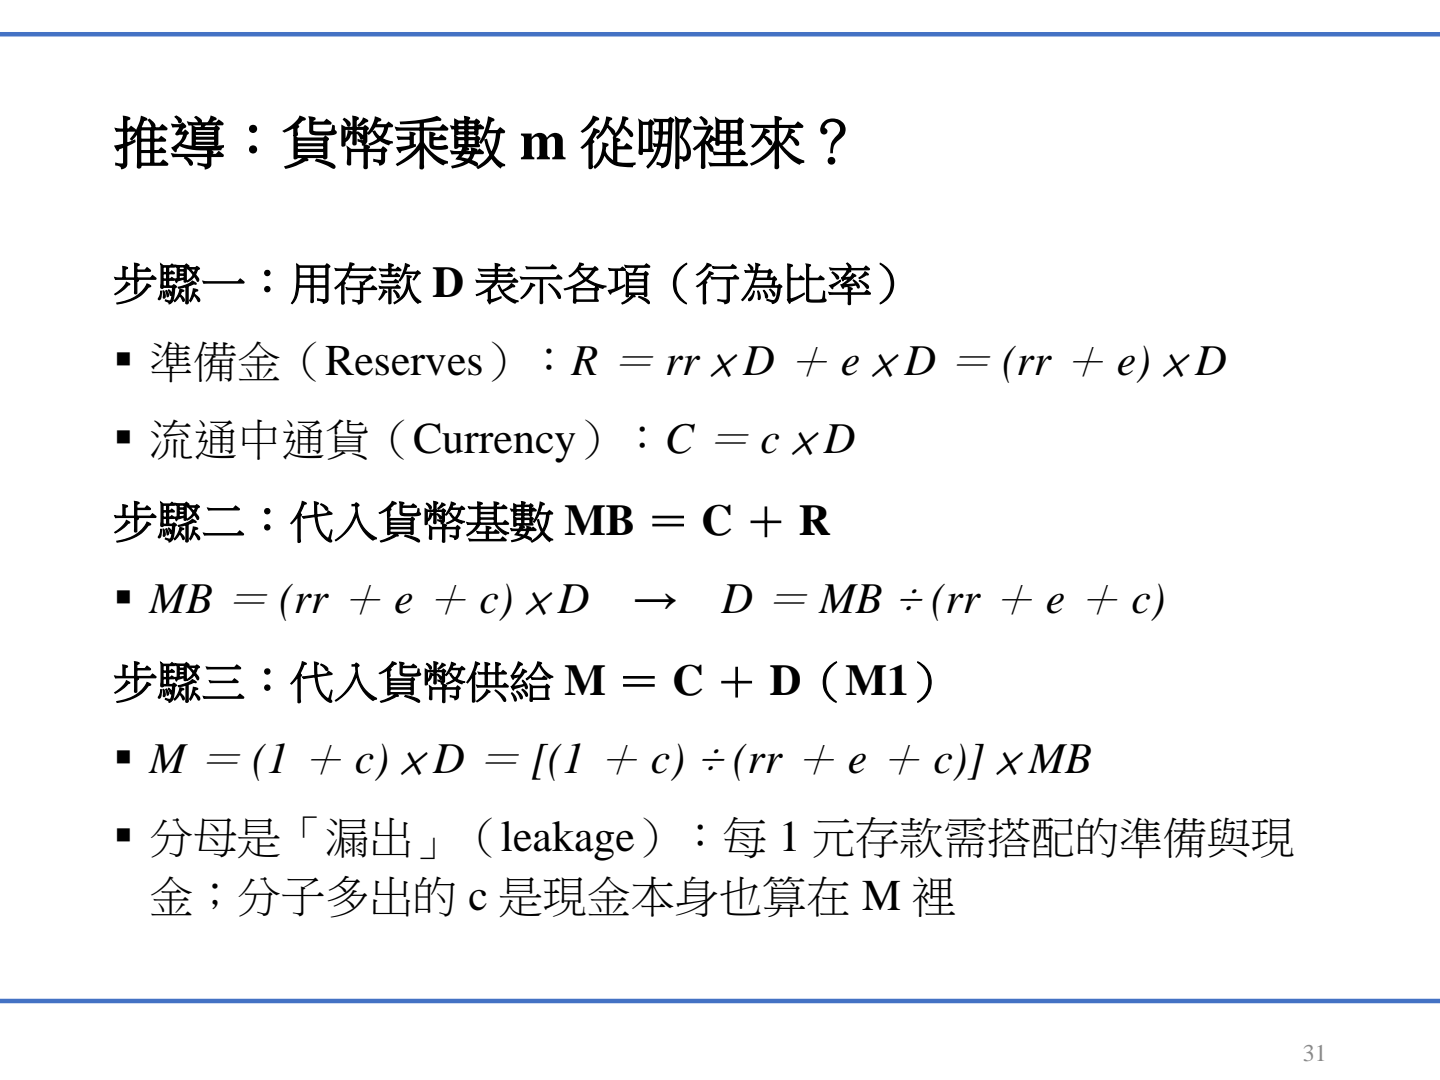 推導：貨幣乘數 m 從哪裡來？
步驟一：用存款 D 表示各項（行為比率）
▪ 準備金（Reserves）：R ＝ rr × D ＋ e × D ＝ (rr ＋ e) × D
▪ 流通中通貨（Currency）：C ＝ c × D
步驟二：代入貨幣基數 MB ＝ C ＋ R
▪ MB ＝ (rr ＋ e ＋ c) × D → D ＝ MB ÷ (rr ＋ e ＋ c)
步驟三：代入貨幣供給 M ＝ C ＋ D（M1）
▪ M ＝ (1 ＋ c) × D ＝ [(1 ＋ c) ÷ (rr ＋ e ＋ c)] × MB
▪ 分母是「漏出」（leakage）：每 1 元存款需搭配的準備與現
金；分子多出的 c 是現金本身也算在 M 裡
31